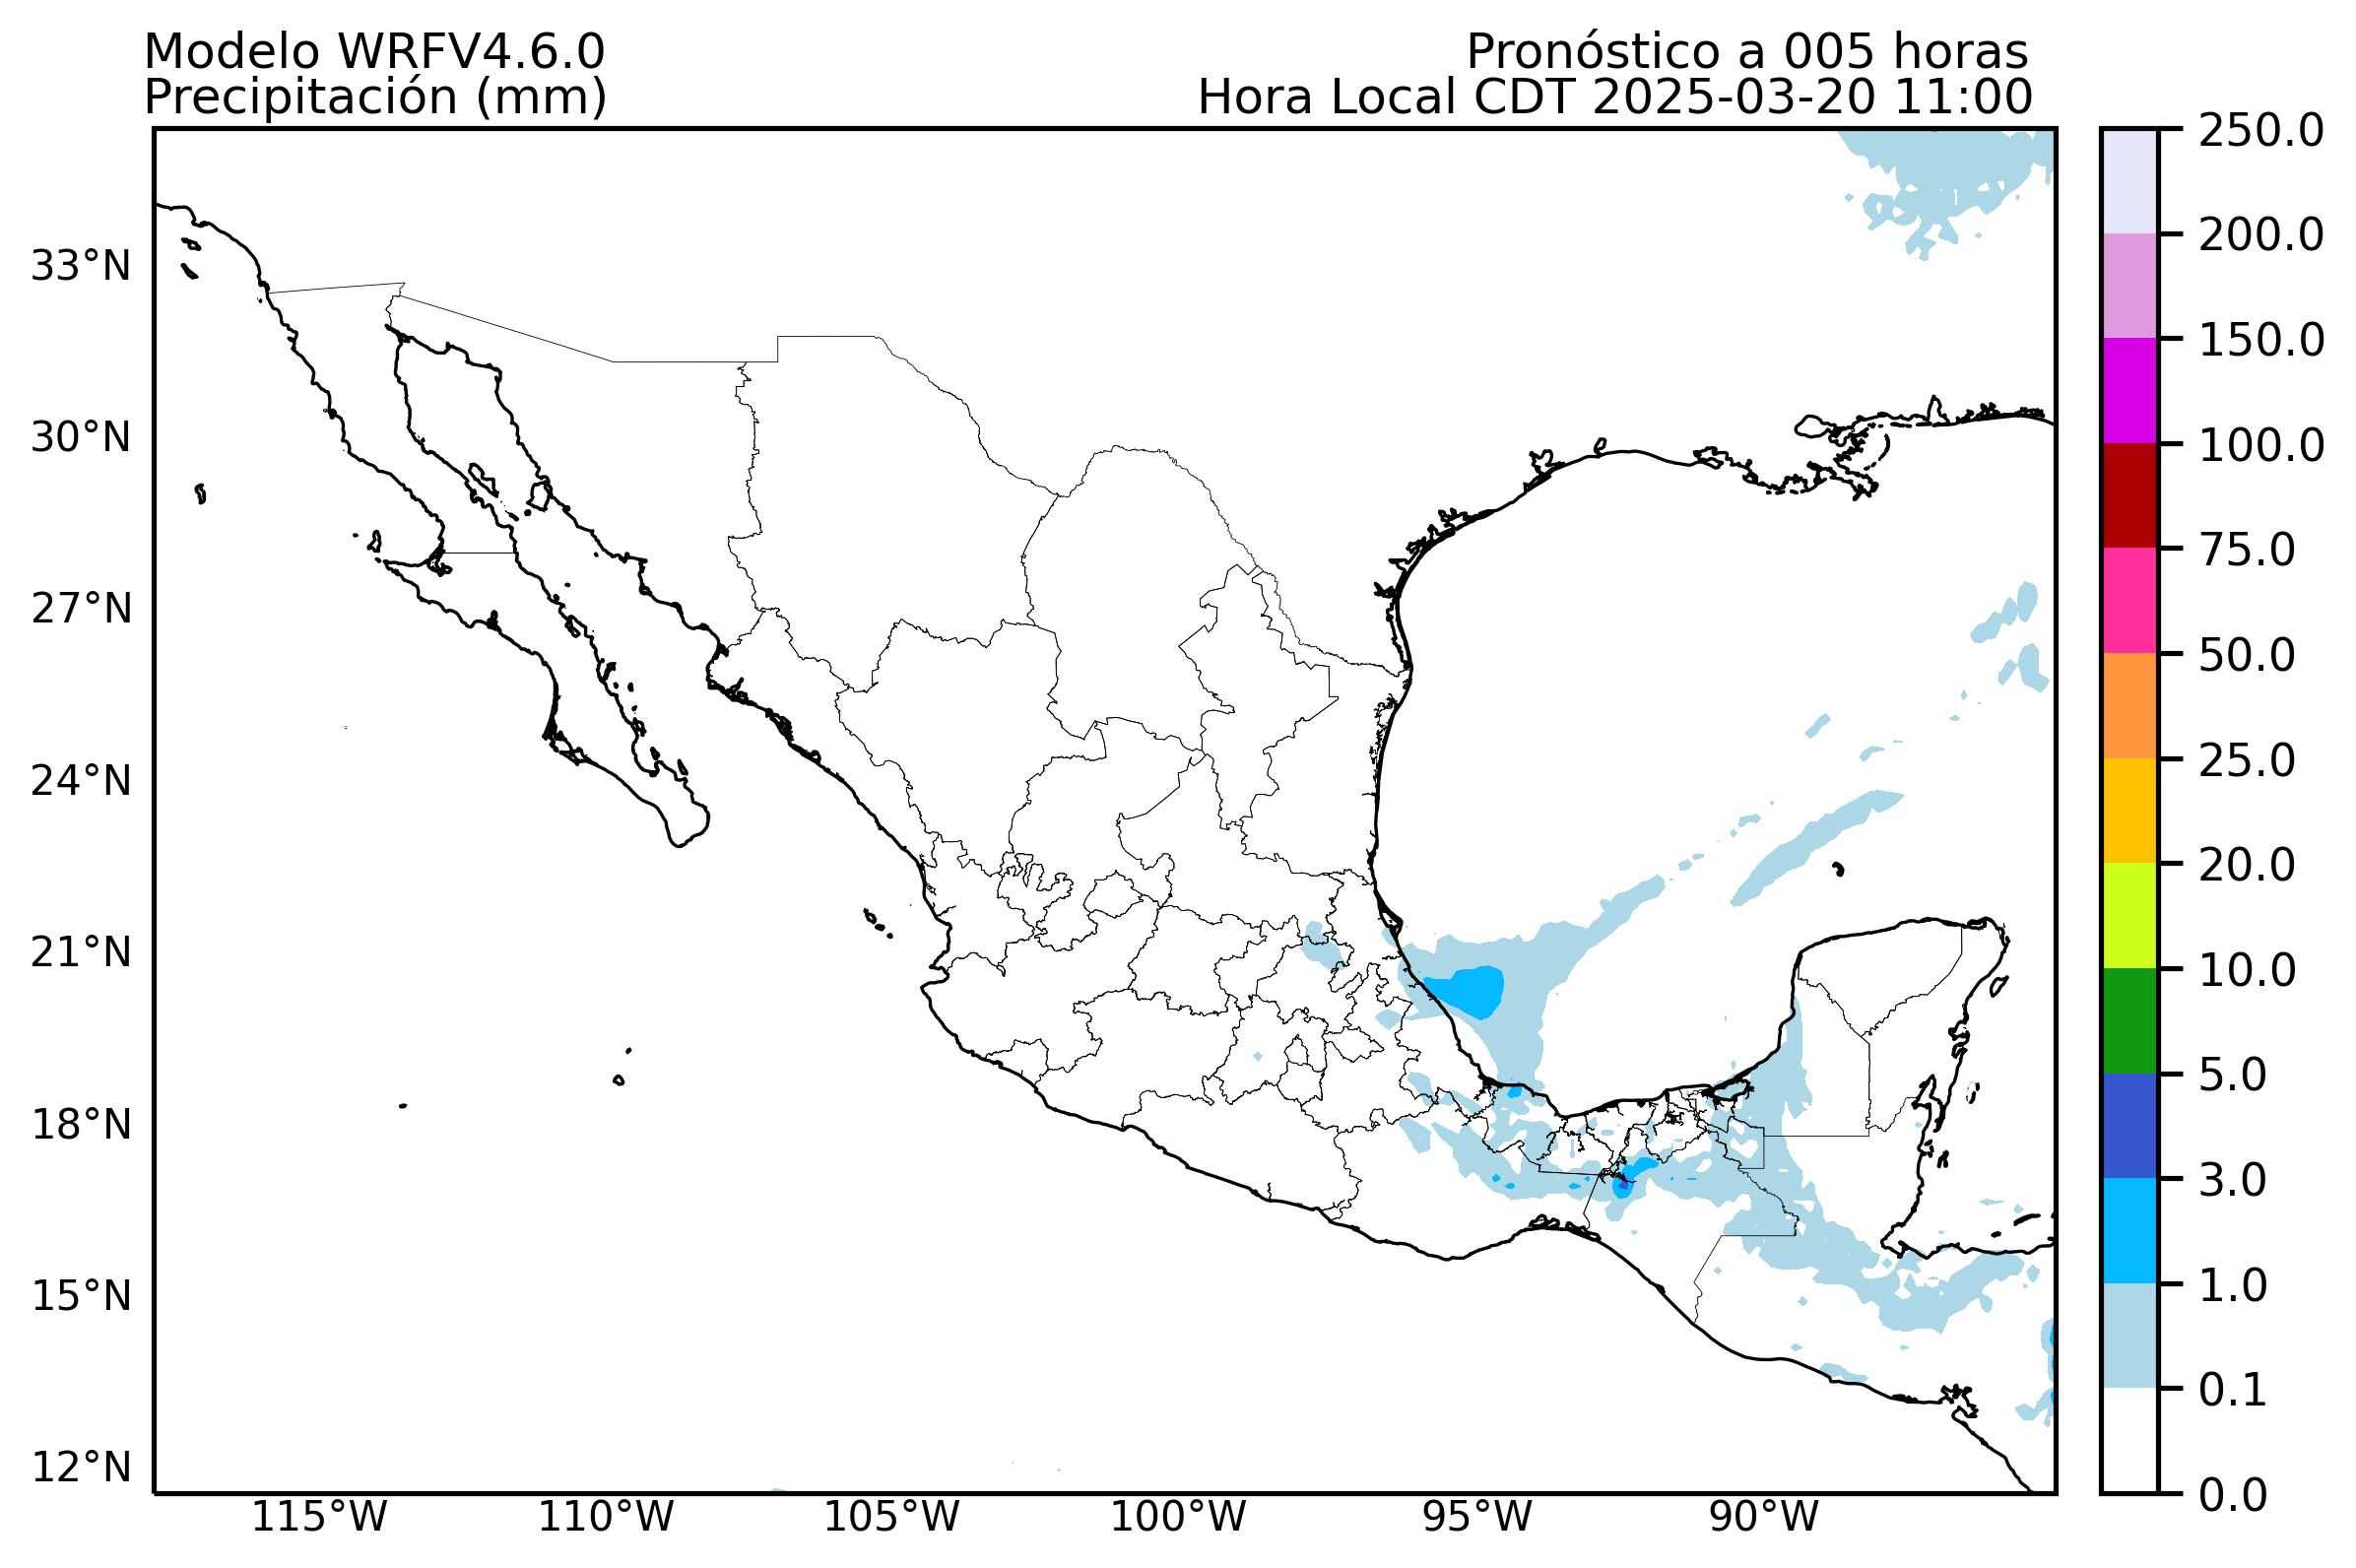 Modelo WRFV4.6.0
Precipitación (mm)
Pronóstico a 005 horas
Hora Local CDT 2025-03-20 11:00
33°N
30°N
27°N
24°N
21°N
18°N
15°N
12°N
115°W
110°W
105°W
100°W
95°W
90°W
250.0
200.0
150.0
100.0
75.0
50.0
25.0
20.0
10.0
5.0
3.0
1.0
0.1
0.0